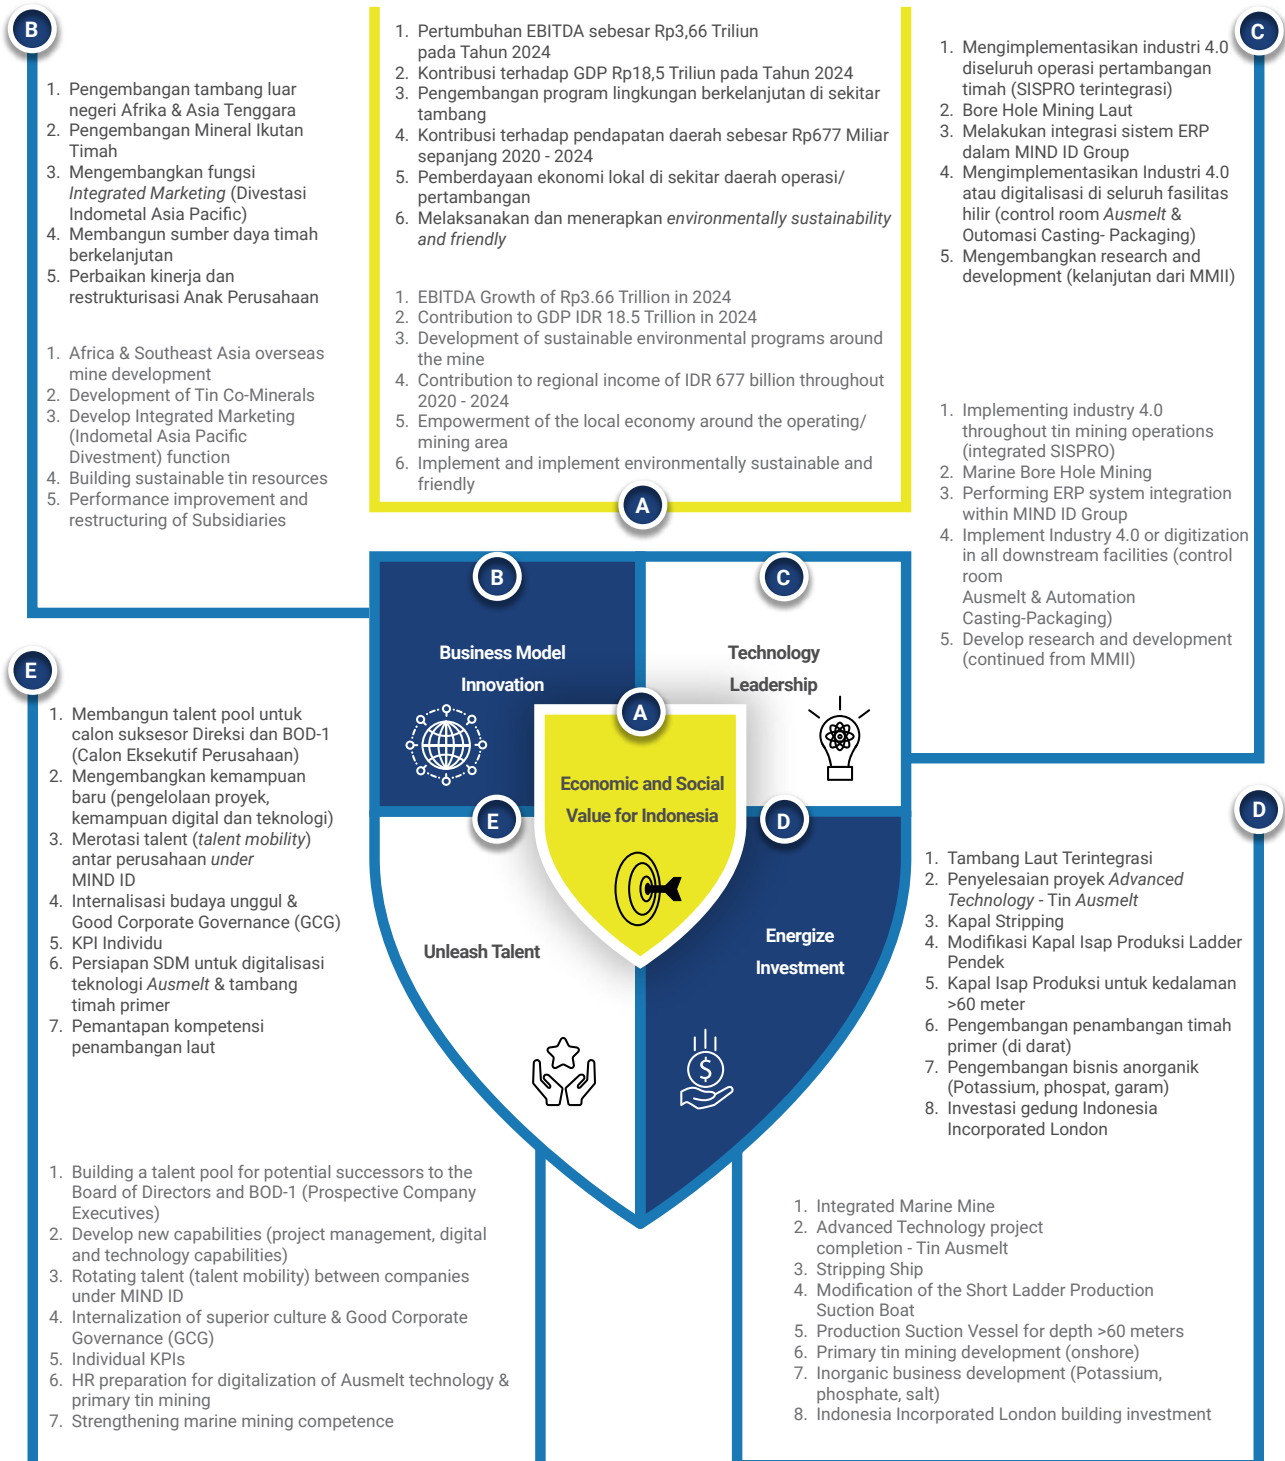 B
1. Pengembangan tambang luar
negeri Afrika & Asia Tenggara
2. Pengembangan Mineral Ikutan
Timah
3. Mengembangkan fungsi
Integrated Marketing (Divestasi
Indometal Asia Pacific)
4. Membangun sumber daya timah
berkelanjutan
5. Perbaikan kinerja dan
restrukturisasi Anak Perusahaan
1. Africa & Southeast Asia overseas
mine development
2. Development of Tin Co-Minerals
3. Develop Integrated Marketing
(Indometal Asia Pacific
Divestment) function
4. Building sustainable tin resources
5. Performance improvement and
restructuring of Subsidiaries
1. Pertumbuhan EBITDA sebesar Rp3,66 Triliun
pada Tahun 2024
2. Kontribusi terhadap GDP Rp18,5 Triliun pada Tahun 2024
3. Pengembangan program lingkungan berkelanjutan di sekitar
tambang
4. Kontribusi terhadap pendapatan daerah sebesar Rp677 Miliar
sepanjang 2020 - 2024
5. Pemberdayaan ekonomi lokal di sekitar daerah operasi/
pertambangan
6. Melaksanakan dan menerapkan environmentally sustainability
and friendly
1. EBITDA Growth of Rp3.66 Trillion in 2024
2. Contribution to GDP IDR 18.5 Trillion in 2024
3. Development of sustainable environmental programs around
the mine
4. Contribution to regional income of IDR 677 billion throughout
2020 - 2024
5. Empowerment of the local economy around the operating/
mining area
6. Implement and implement environmentally sustainable and
friendly
A
C
1. Mengimplementasikan industri 4.0
diseluruh operasi pertambangan
timah (SISPRO terintegrasi)
2. Bore Hole Mining Laut
3. Melakukan integrasi sistem ERP
dalam MIND ID Group
4. Mengimplementasikan Industri 4.0
atau digitalisasi di seluruh fasilitas
hilir (control room Ausmelt &
Outomasi Casting- Packaging)
5. Mengembangkan research and
development (kelanjutan dari MMII)
1. Implementing industry 4.0
throughout tin mining operations
(integrated SISPRO)
2. Marine Bore Hole Mining
3. Performing ERP system integration
within MIND ID Group
4. Implement Industry 4.0 or digitization
in all downstream facilities (control
room
Ausmelt & Automation
Casting-Packaging)
5. Develop research and development
(continued from MMII)
B
Business Model
Innovation
C
Technology
Leadership
A
Economic and Social
Value for Indonesia
E
Unleash Talent
D
Energize
Investment
$
E
1. Membangun talent pool untuk
calon suksesor Direksi dan BOD-1
(Calon Eksekutif Perusahaan)
2. Mengembangkan kemampuan
baru (pengelolaan proyek,
kemampuan digital dan teknologi)
3. Merotasi talent (talent mobility)
antar perusahaan under
MIND ID
4. Internalisasi budaya unggul &
Good Corporate Governance (GCG)
5. KPI Individu
6. Persiapan SDM untuk digitalisasi
teknologi Ausmelt & tambang
timah primer
7. Pemantapan kompetensi
penambangan laut
1. Building a talent pool for potential successors to the
Board of Directors and BOD-1 (Prospective Company
Executives)
2. Develop new capabilities (project management, digital
and technology capabilities)
3. Rotating talent (talent mobility) between companies
under MIND ID
4. Internalization of superior culture & Good Corporate
Governance (GCG)
5. Individual KPIs
6. HR preparation for digitalization of Ausmelt technology &
primary tin mining
7. Strengthening marine mining competence
D
1. Tambang Laut Terintegrasi
2. Penyelesaian proyek Advanced
Technology - Tin Ausmelt
3. Kapal Stripping
4. Modifikasi Kapal Isap Produksi Ladder
Pendek
5. Kapal Isap Produksi untuk kedalaman
>60 meter
6. Pengembangan penambangan timah
primer (di darat)
7. Pengembangan bisnis anorganik
(Potassium, phospat, garam)
8. Investasi gedung Indonesia
Incorporated London
1. Integrated Marine Mine
2. Advanced Technology project
completion - Tin Ausmelt
3. Stripping Ship
4. Modification of the Short Ladder Production
Suction Boat
5. Production Suction Vessel for depth >60 meters
6. Primary tin mining development (onshore)
7. Inorganic business development (Potassium,
phosphate, salt)
8. Indonesia Incorporated London building investment